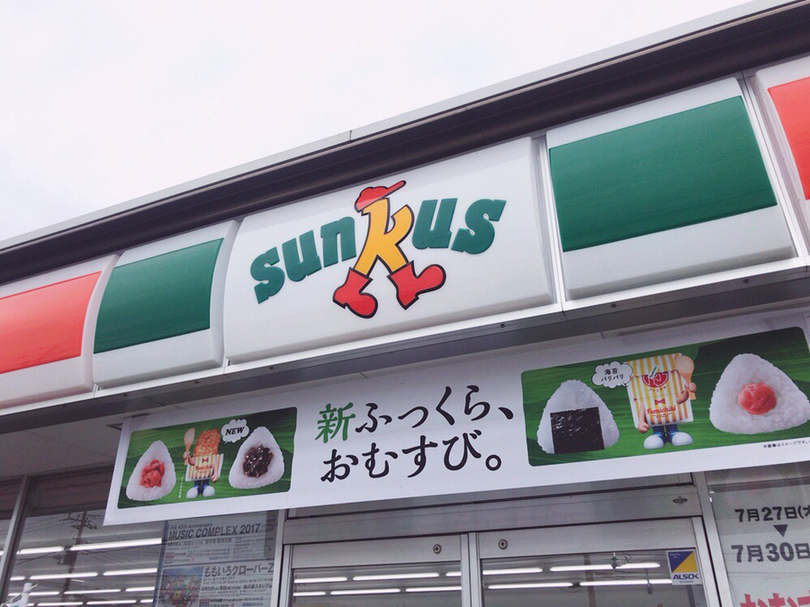 sunkus
新ふっくら、
おむすび。
NEW
海苔
パリパリ
Famichiki
MUSIC COMPLEX 2017
ももいろクローバーZ
ALSOK
7月27日(
▼
7月30日